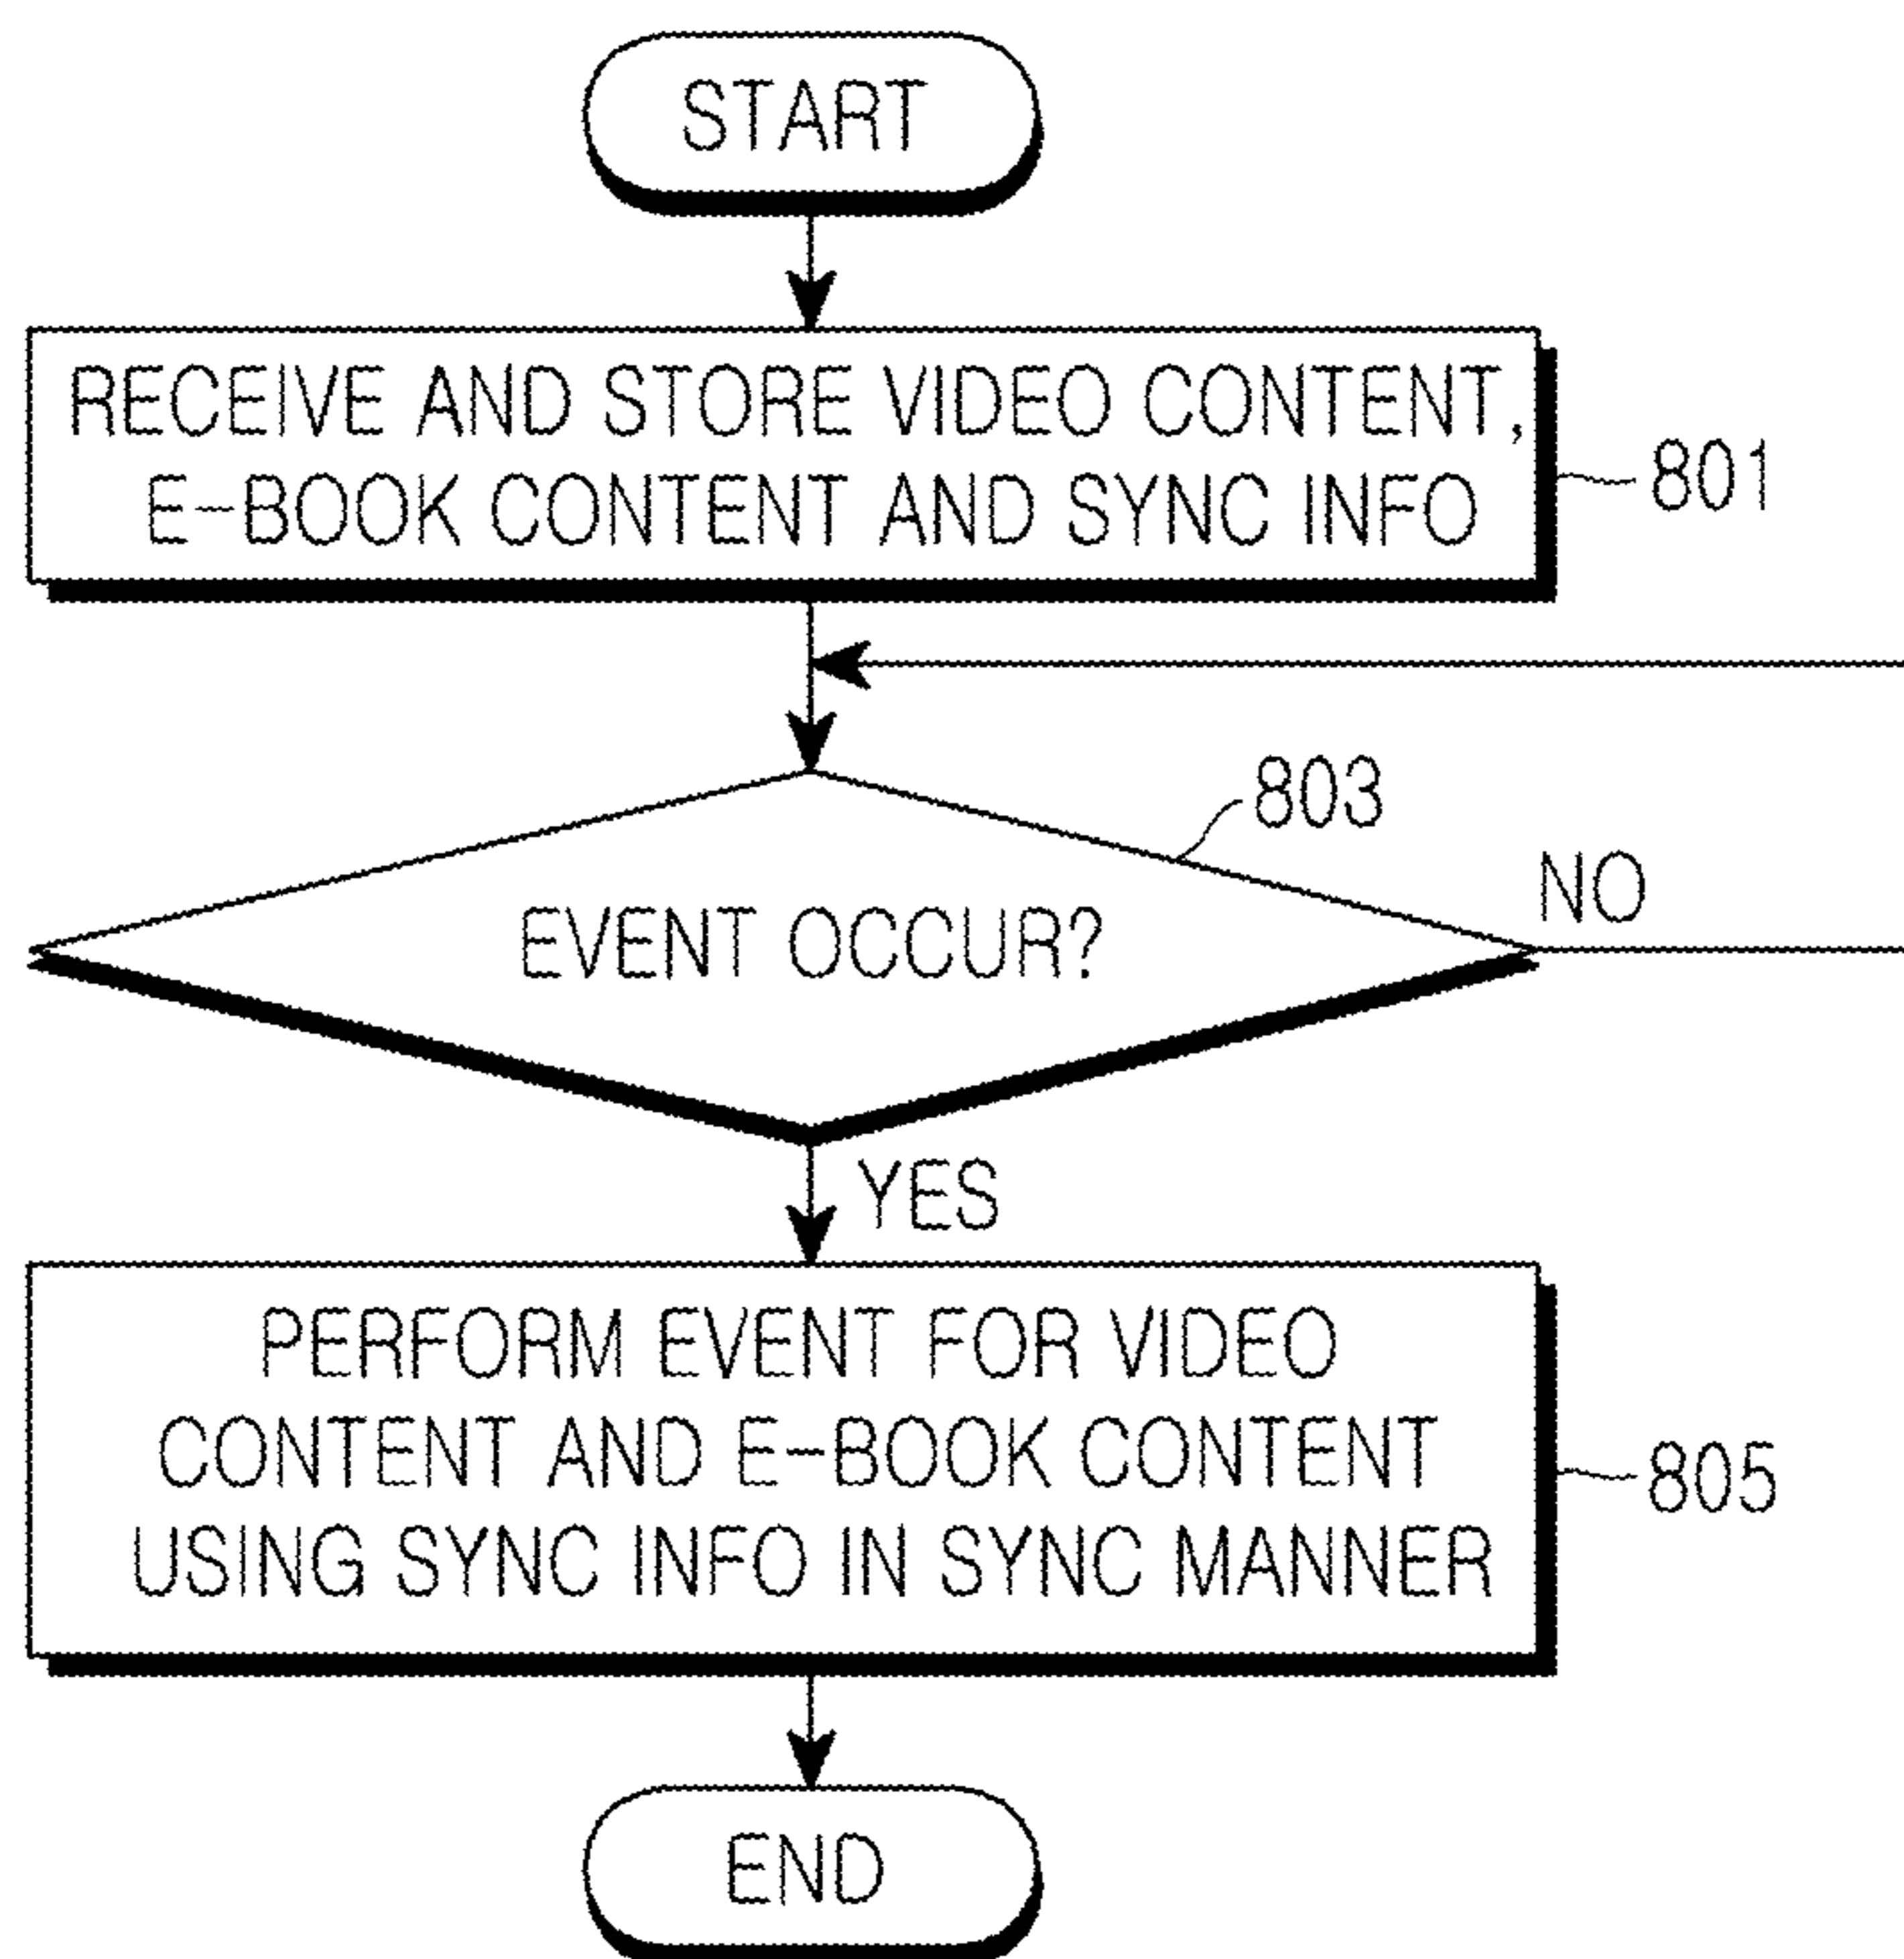 START
RECEIVE AND STORE VIDEO CONTENT,
E-BOOK CONTENT AND SYNC INFO
801
803
NO
EVENT OCCUR?
YES
PERFORM EVENT FOR VIDEO
CONTENT AND E-BOOK CONTENT
USING SYNC INFO IN SYNC MANNER
805
END